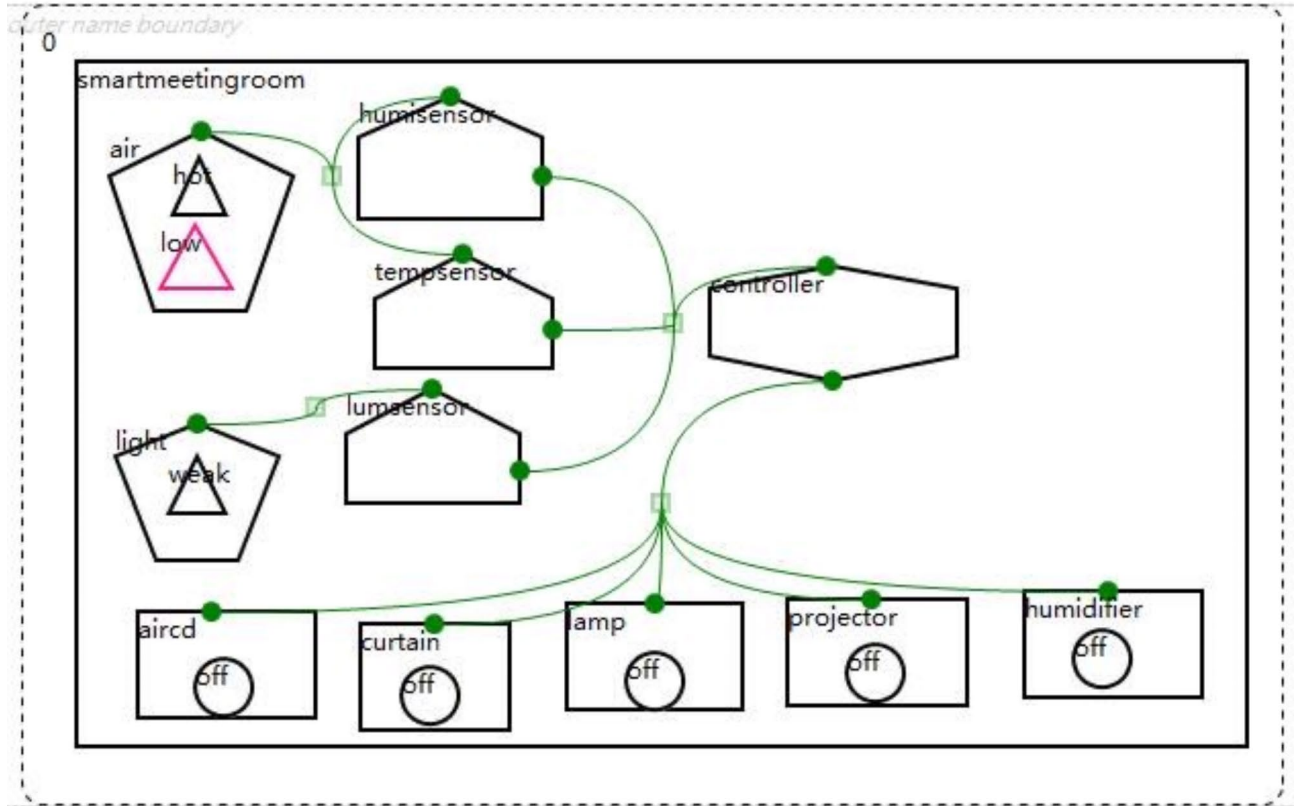 outer name boundary
0
smartmeetingroom
humisensor
air
hot
low
tempsensor
controller
lumsensor
light
weak
aircd
off
curtain
off
lamp
off
projector
off
humidifier
off